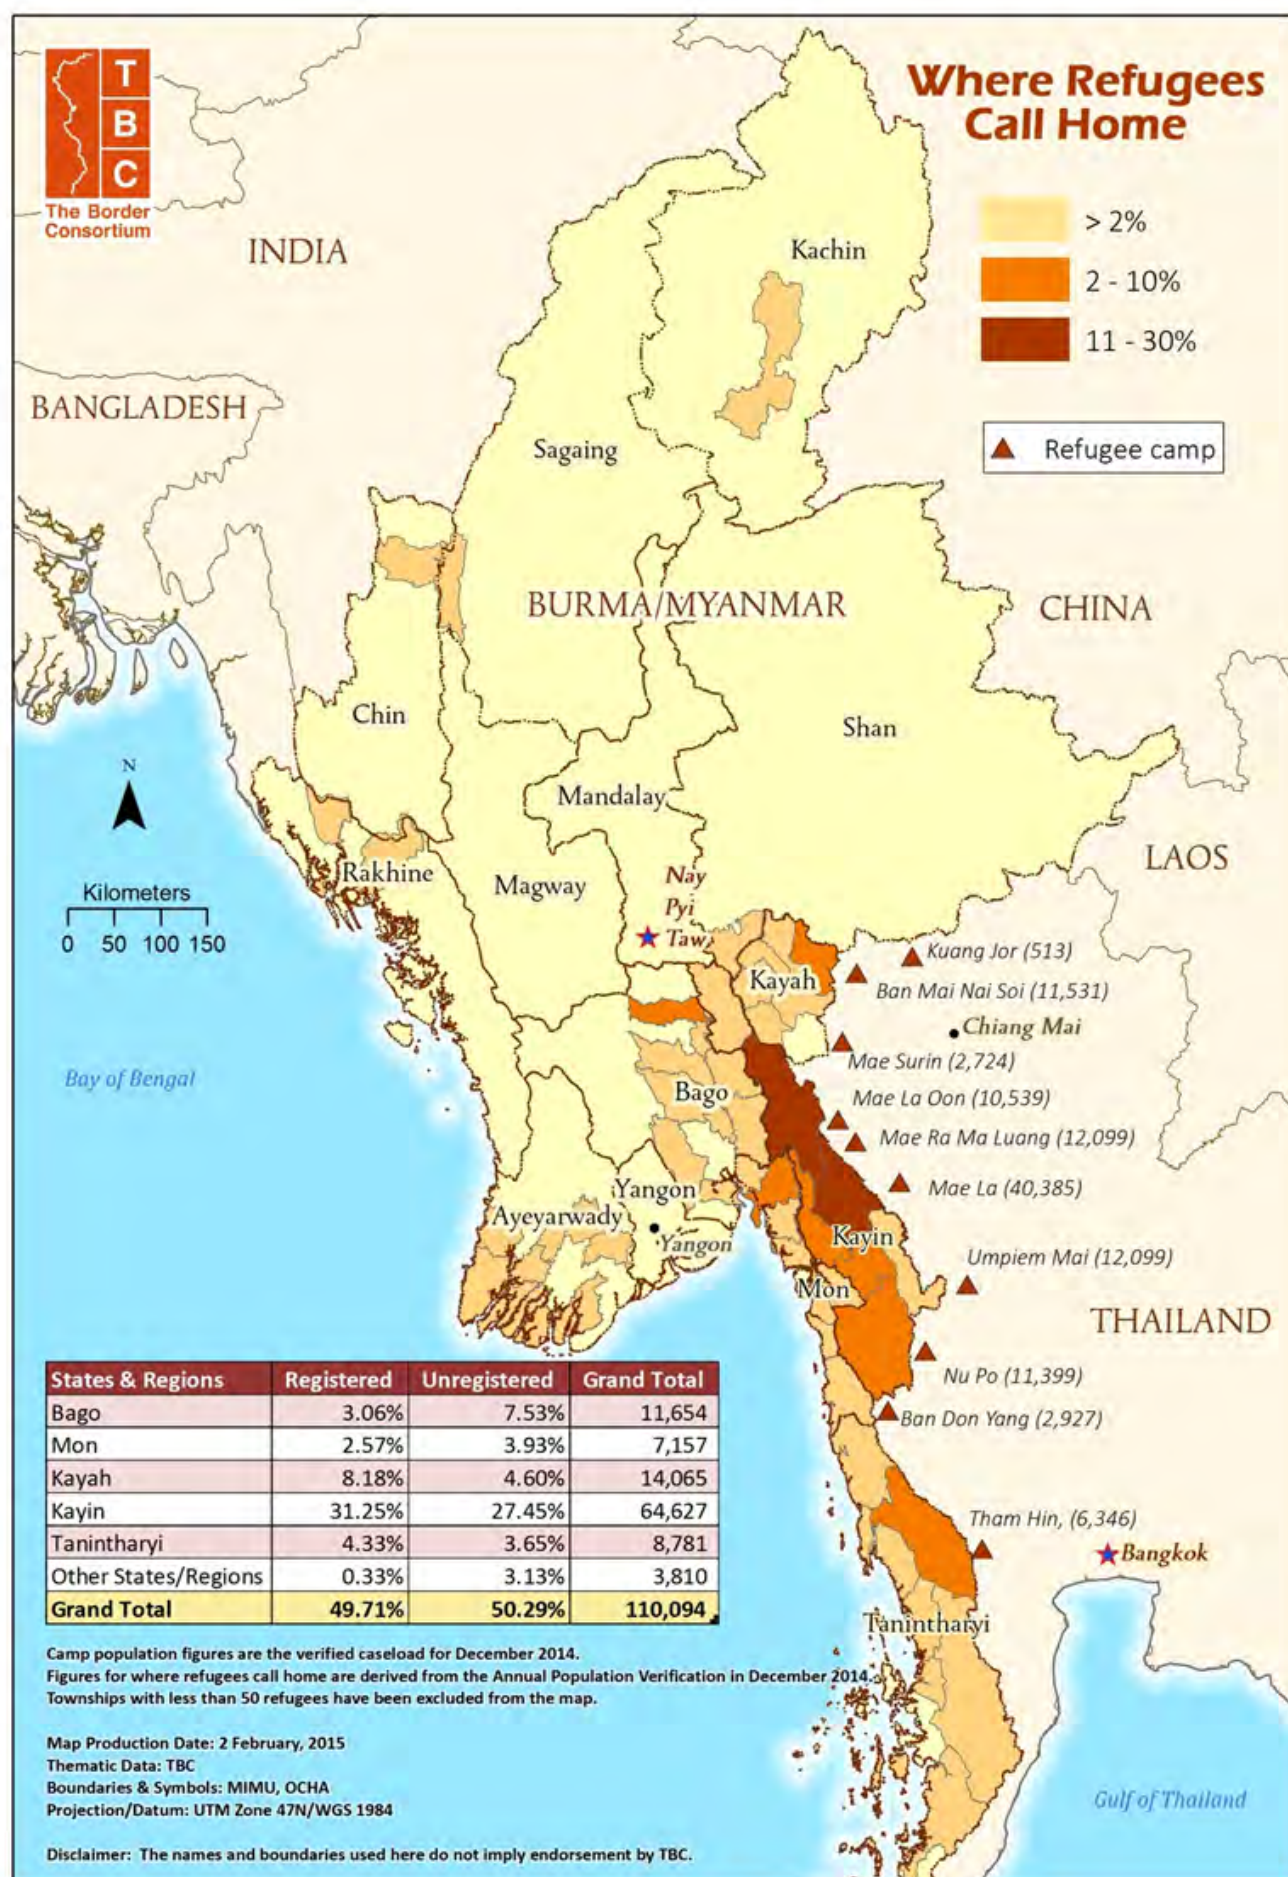 T
B
C
The Border
Consortium
Where Refugees
Call Home
> 2%
2 - 10%
11 - 30%
Refugee camp
INDIA
Kachin
BANGLADESH
Sagaing
BURMA/MYANMAR
CHINA
Chin
Shan
N
Mandalay
LAOS
Rakhine
Magway
Nay
Pyi
Taw
Kilometers
0 50 100 150
Kayah
Kuang Jor (513)
Ban Mai Nai Soi (11,531)
Chiang Mai
Mae Surin (2,724)
Bay of Bengal
Bago
Mae La Oon (10,539)
Mae Ra Ma Luang (12,099)
Mae La (40,385)
Yangon
Ayeyarwady
Yangon
Kayin
Umpiem Mai (12,099)
Mon
THAILAND
Nu Po (11,399)
Ban Don Yang (2,927)
Tham Hin, (6,346)
Bangkok
Tanintharyi
Gulf of Thailand
States & Regions Registered Unregistered Grand Total
Bago 3.06% 7.53% 11,654
Mon 2.57% 3.93% 7,157
Kayah 8.18% 4.60% 14,065
Kayin 31.25% 27.45% 64,627
Tanintharyi 4.33% 3.65% 8,781
Other States/Regions 0.33% 3.13% 3,810
Grand Total 49.71% 50.29% 110,094
Camp population figures are the verified caseload for December 2014.
Figures for where refugees call home are derived from the Annual Population Verification in December 2014.
Townships with less than 50 refugees have been excluded from the map.
Map Production Date: 2 February, 2015
Thematic Data: TBC
Boundaries & Symbols: MIMU, OCHA
Projection/Datum: UTM Zone 47N/WGS 1984
Disclaimer: The names and boundaries used here do not imply endorsement by TBC.